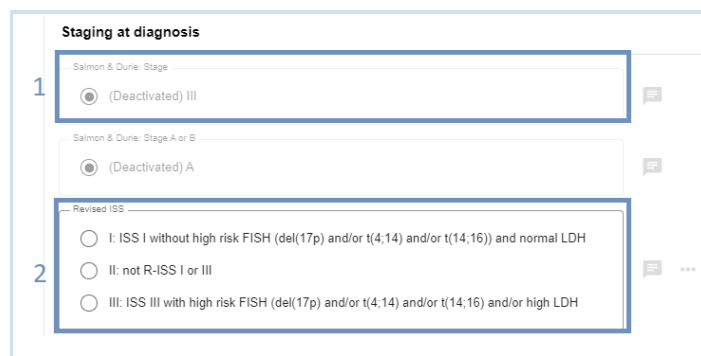 Staging at diagnosis
Salmon & Durie: Stage
1
(Deactivated) III
Salmon & Durie: Stage A or B
(Deactivated) A
Revised ISS
I: ISS I without high risk FISH (del(17p) and/or t(4;14) and/or t(14;16)) and normal LDH
2
II: not R-ISS I or III
III: ISS III with high risk FISH (del(17p) and/or t(4;14) and/or t(14;16) and/or high LDH